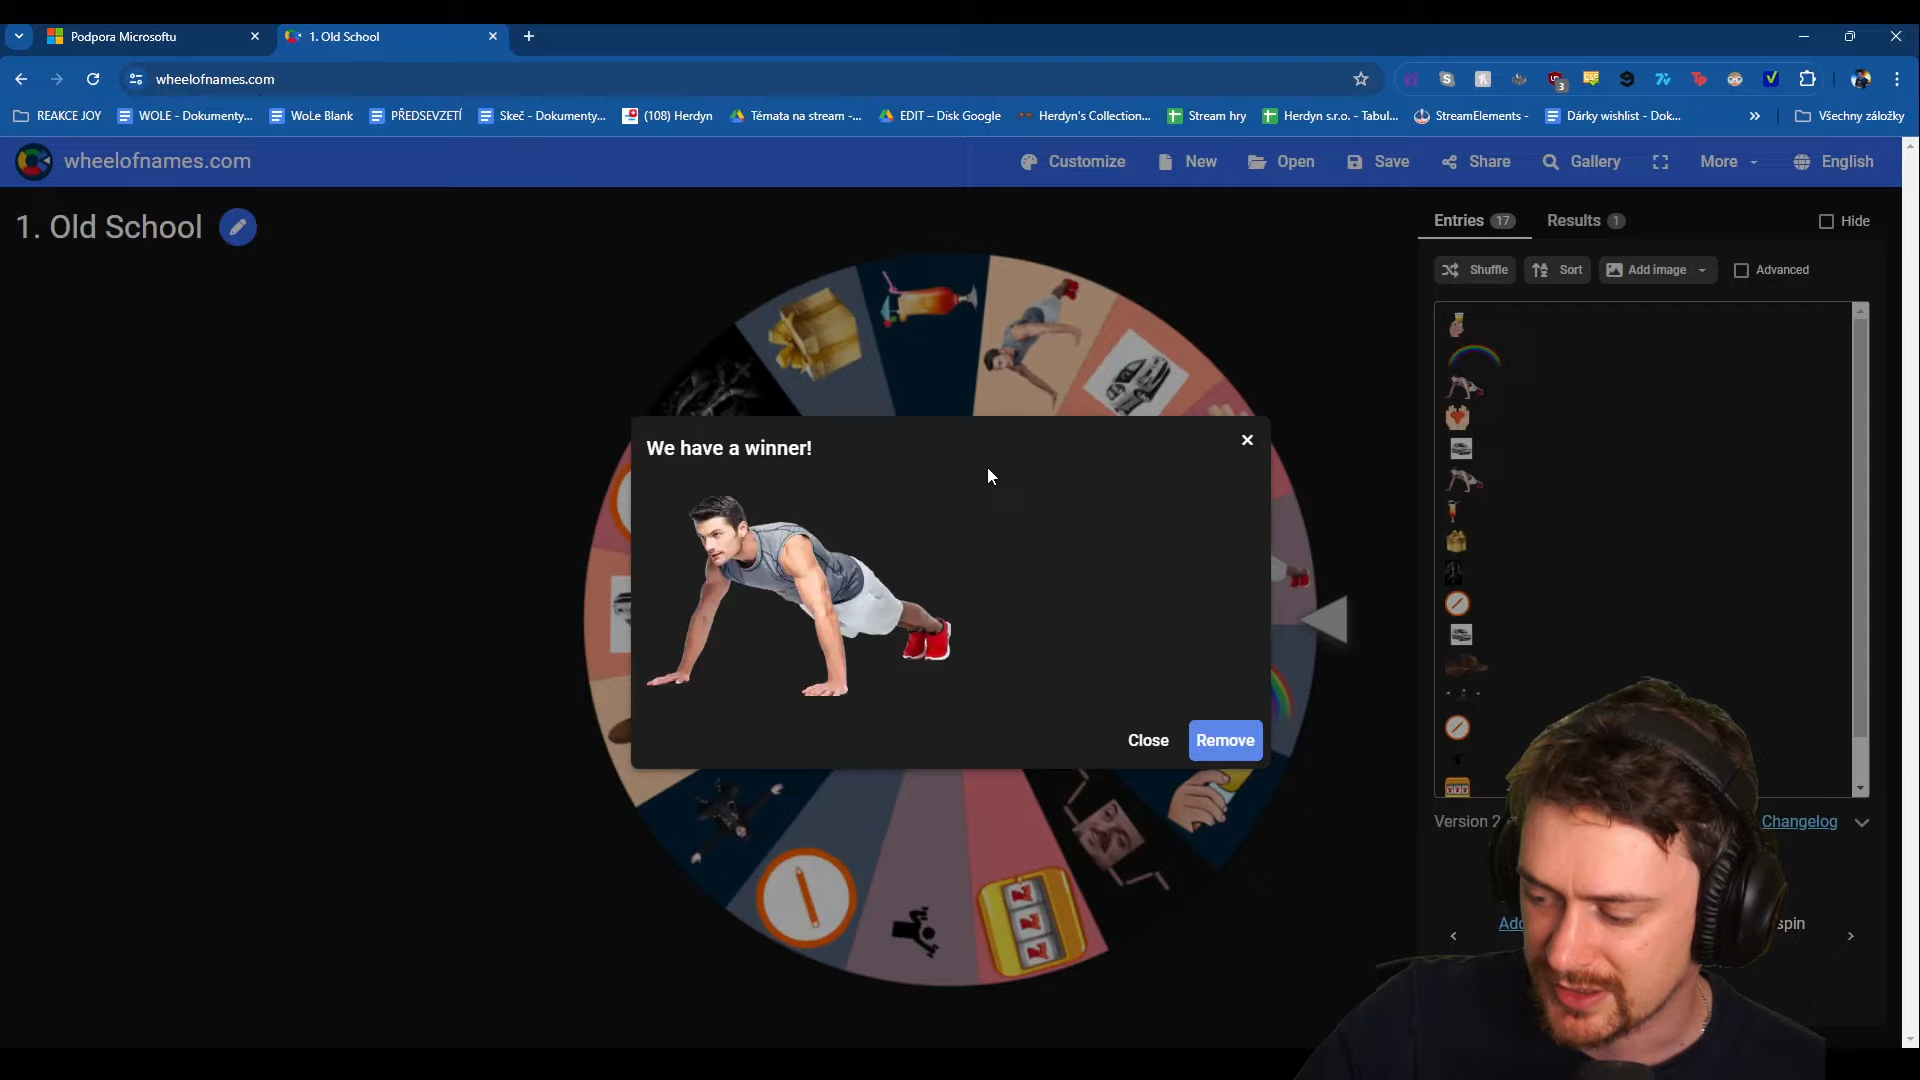 Podpora Microsoftu
1. Old School
wheelofnames.com
3
REAKCE JOY
WOLE - Dokumenty...
WoLe Blank
PŘEDSEVZETÍ
Skeč - Dokumenty...
(108) Herdyn
Témata na stream -...
EDIT – Disk Google
Herdyn's Collection...
Stream hry
Herdyn s.r.o. - Tabul...
StreamElements -
Dárky wishlist - Dok...
Všechny záložky
wheelofnames.com
Customize
New
Open
Save
Share
Gallery
More
English
1. Old School
Entries 17
Results 1
Hide
Shuffle
Sort
Add image
Advanced
We have a winner!
Close
Remove
Version 2
Changelog
spin